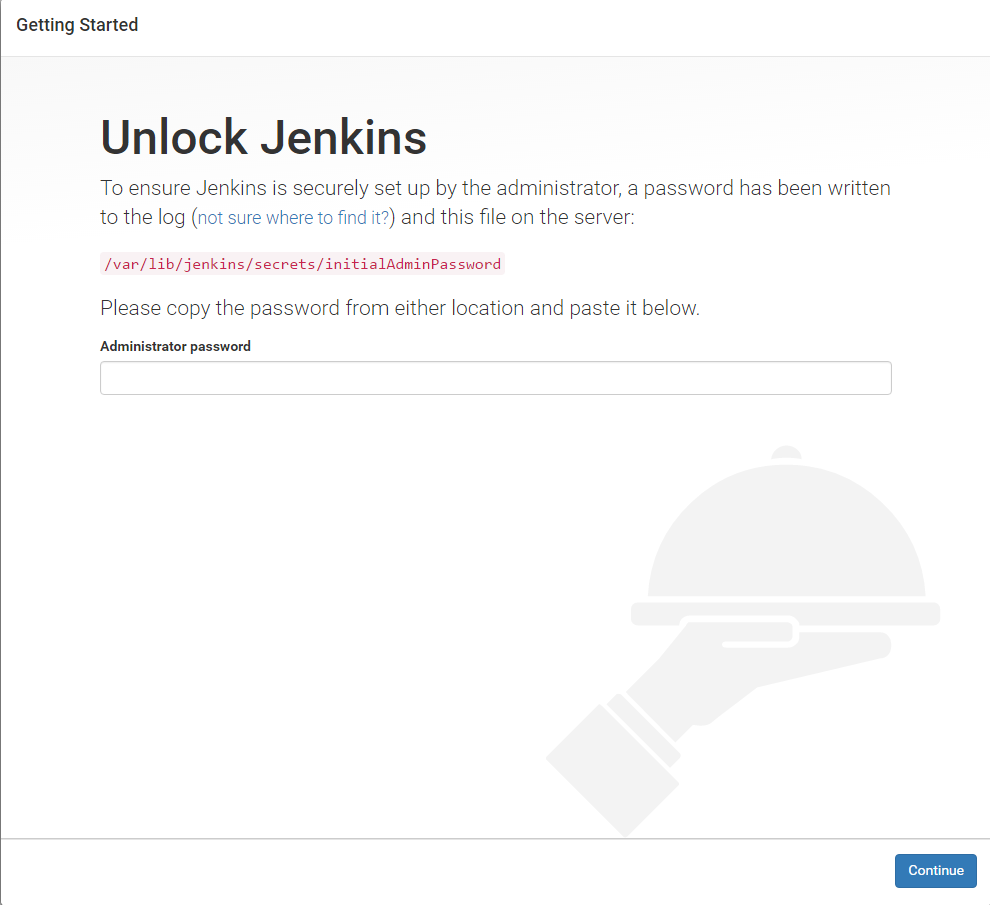 Getting Started
Unlock Jenkins
To ensure Jenkins is securely set up by the administrator, a password has been written
to the log (not sure where to find it?) and this file on the server:
/var/lib/jenkins/secrets/initialAdminPassword
Please copy the password from either location and paste it below.
Administrator password
Continue